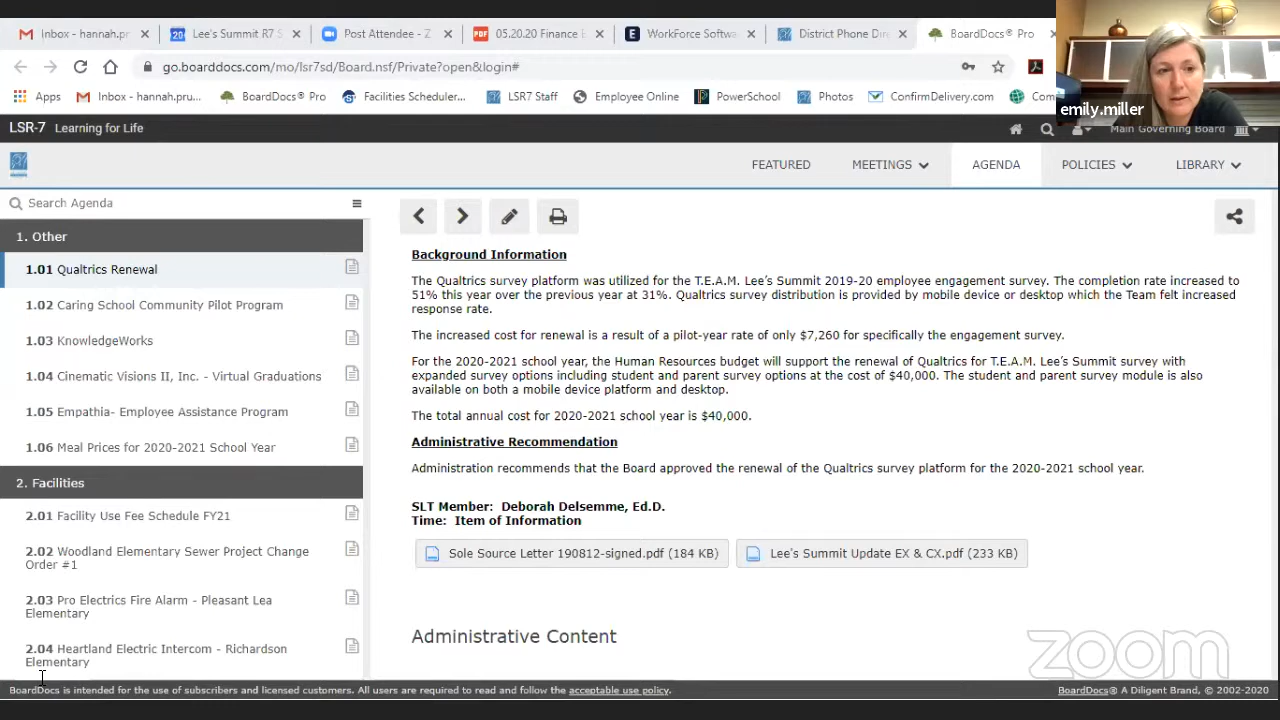 Inbox - hannah.pr
Lee's Summit R7 S
Post Attendee - Z
05.20.20 Finance
WorkForce Softwa
District Phone Dir
BoardDocs® Pro
go.boarddocs.com/mo/lsr7sd/Board.nsf/Private?open&login#
Apps
Inbox - hannah.pru...
BoardDocs® Pro
Facilities Scheduler...
LSR7 Staff
Employee Online
PowerSchool
Photos
ConfirmDelivery.com
emily.miller
LSR-7 Learning for Life
Main Governing Board
FEATURED
MEETINGS
AGENDA
POLICIES
LIBRARY
Search Agenda
1. Other
1.01 Qualtrics Renewal
1.02 Caring School Community Pilot Program
1.03 KnowledgeWorks
1.04 Cinematic Visions II, Inc. - Virtual Graduations
1.05 Empathia- Employee Assistance Program
1.06 Meal Prices for 2020-2021 School Year
2. Facilities
2.01 Facility Use Fee Schedule FY21
2.02 Woodland Elementary Sewer Project Change
Order #1
2.03 Pro Electrics Fire Alarm - Pleasant Lea
Elementary
2.04 Heartland Electric Intercom - Richardson
Elementary
Background Information
The Qualtrics survey platform was utilized for the T.E.A.M. Lee's Summit 2019-20 employee engagement survey. The completion rate increased to
51% this year over the previous year at 31%. Qualtrics survey distribution is provided by mobile device or desktop which the Team felt increased
response rate.
The increased cost for renewal is a result of a pilot-year rate of only $7,260 for specifically the engagement survey.
For the 2020-2021 school year, the Human Resources budget will support the renewal of Qualtrics for T.E.A.M. Lee's Summit survey with
expanded survey options including student and parent survey options at the cost of $40,000. The student and parent survey module is also
available on both a mobile device platform and desktop.
The total annual cost for 2020-2021 school year is $40,000.
Administrative Recommendation
Administration recommends that the Board approved the renewal of the Qualtrics survey platform for the 2020-2021 school year.
SLT Member: Deborah Delsemme, Ed.D.
Time: Item of Information
Sole Source Letter 190812-signed.pdf (184 KB)
Lee's Summit Update EX & CX.pdf (233 KB)
Administrative Content
zoom
BoardDocs is intended for the use of subscribers and licensed customers. All users are required to read and follow the acceptable use policy.
BoardDocs® A Diligent Brand, © 2002-2020